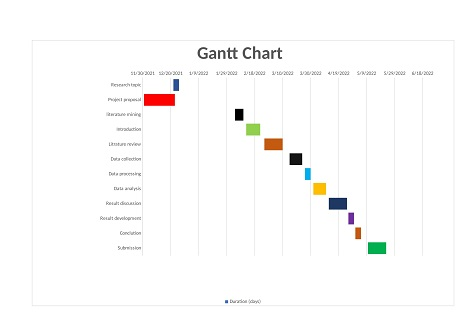 Gantt Chart
11/30/2021 12/20/2021 1/9/2022 1/29/2022 2/18/2022 3/10/2022 3/30/2022 4/19/2022 5/9/2022 5/29/2022 6/18/2022
Research topic
Project proposal
literature mining
Introduction
Litrature review
Data collection
Data processing
Data analysis
Result discussion
Result development
Conclution
Submission
Duration (days)